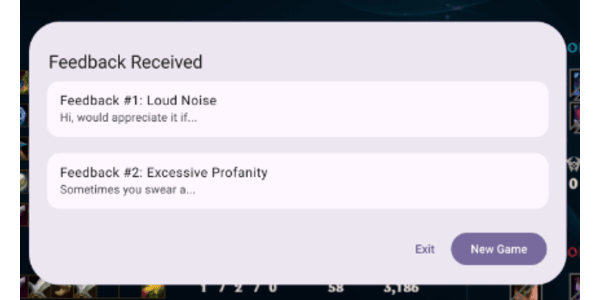 Feedback Received
Feedback #1: Loud Noise
Hi, would appreciate it if...
Feedback #2: Excessive Profanity
Sometimes you swear a...
Exit
New Game
0
1 / 2 / 0 58 3,186